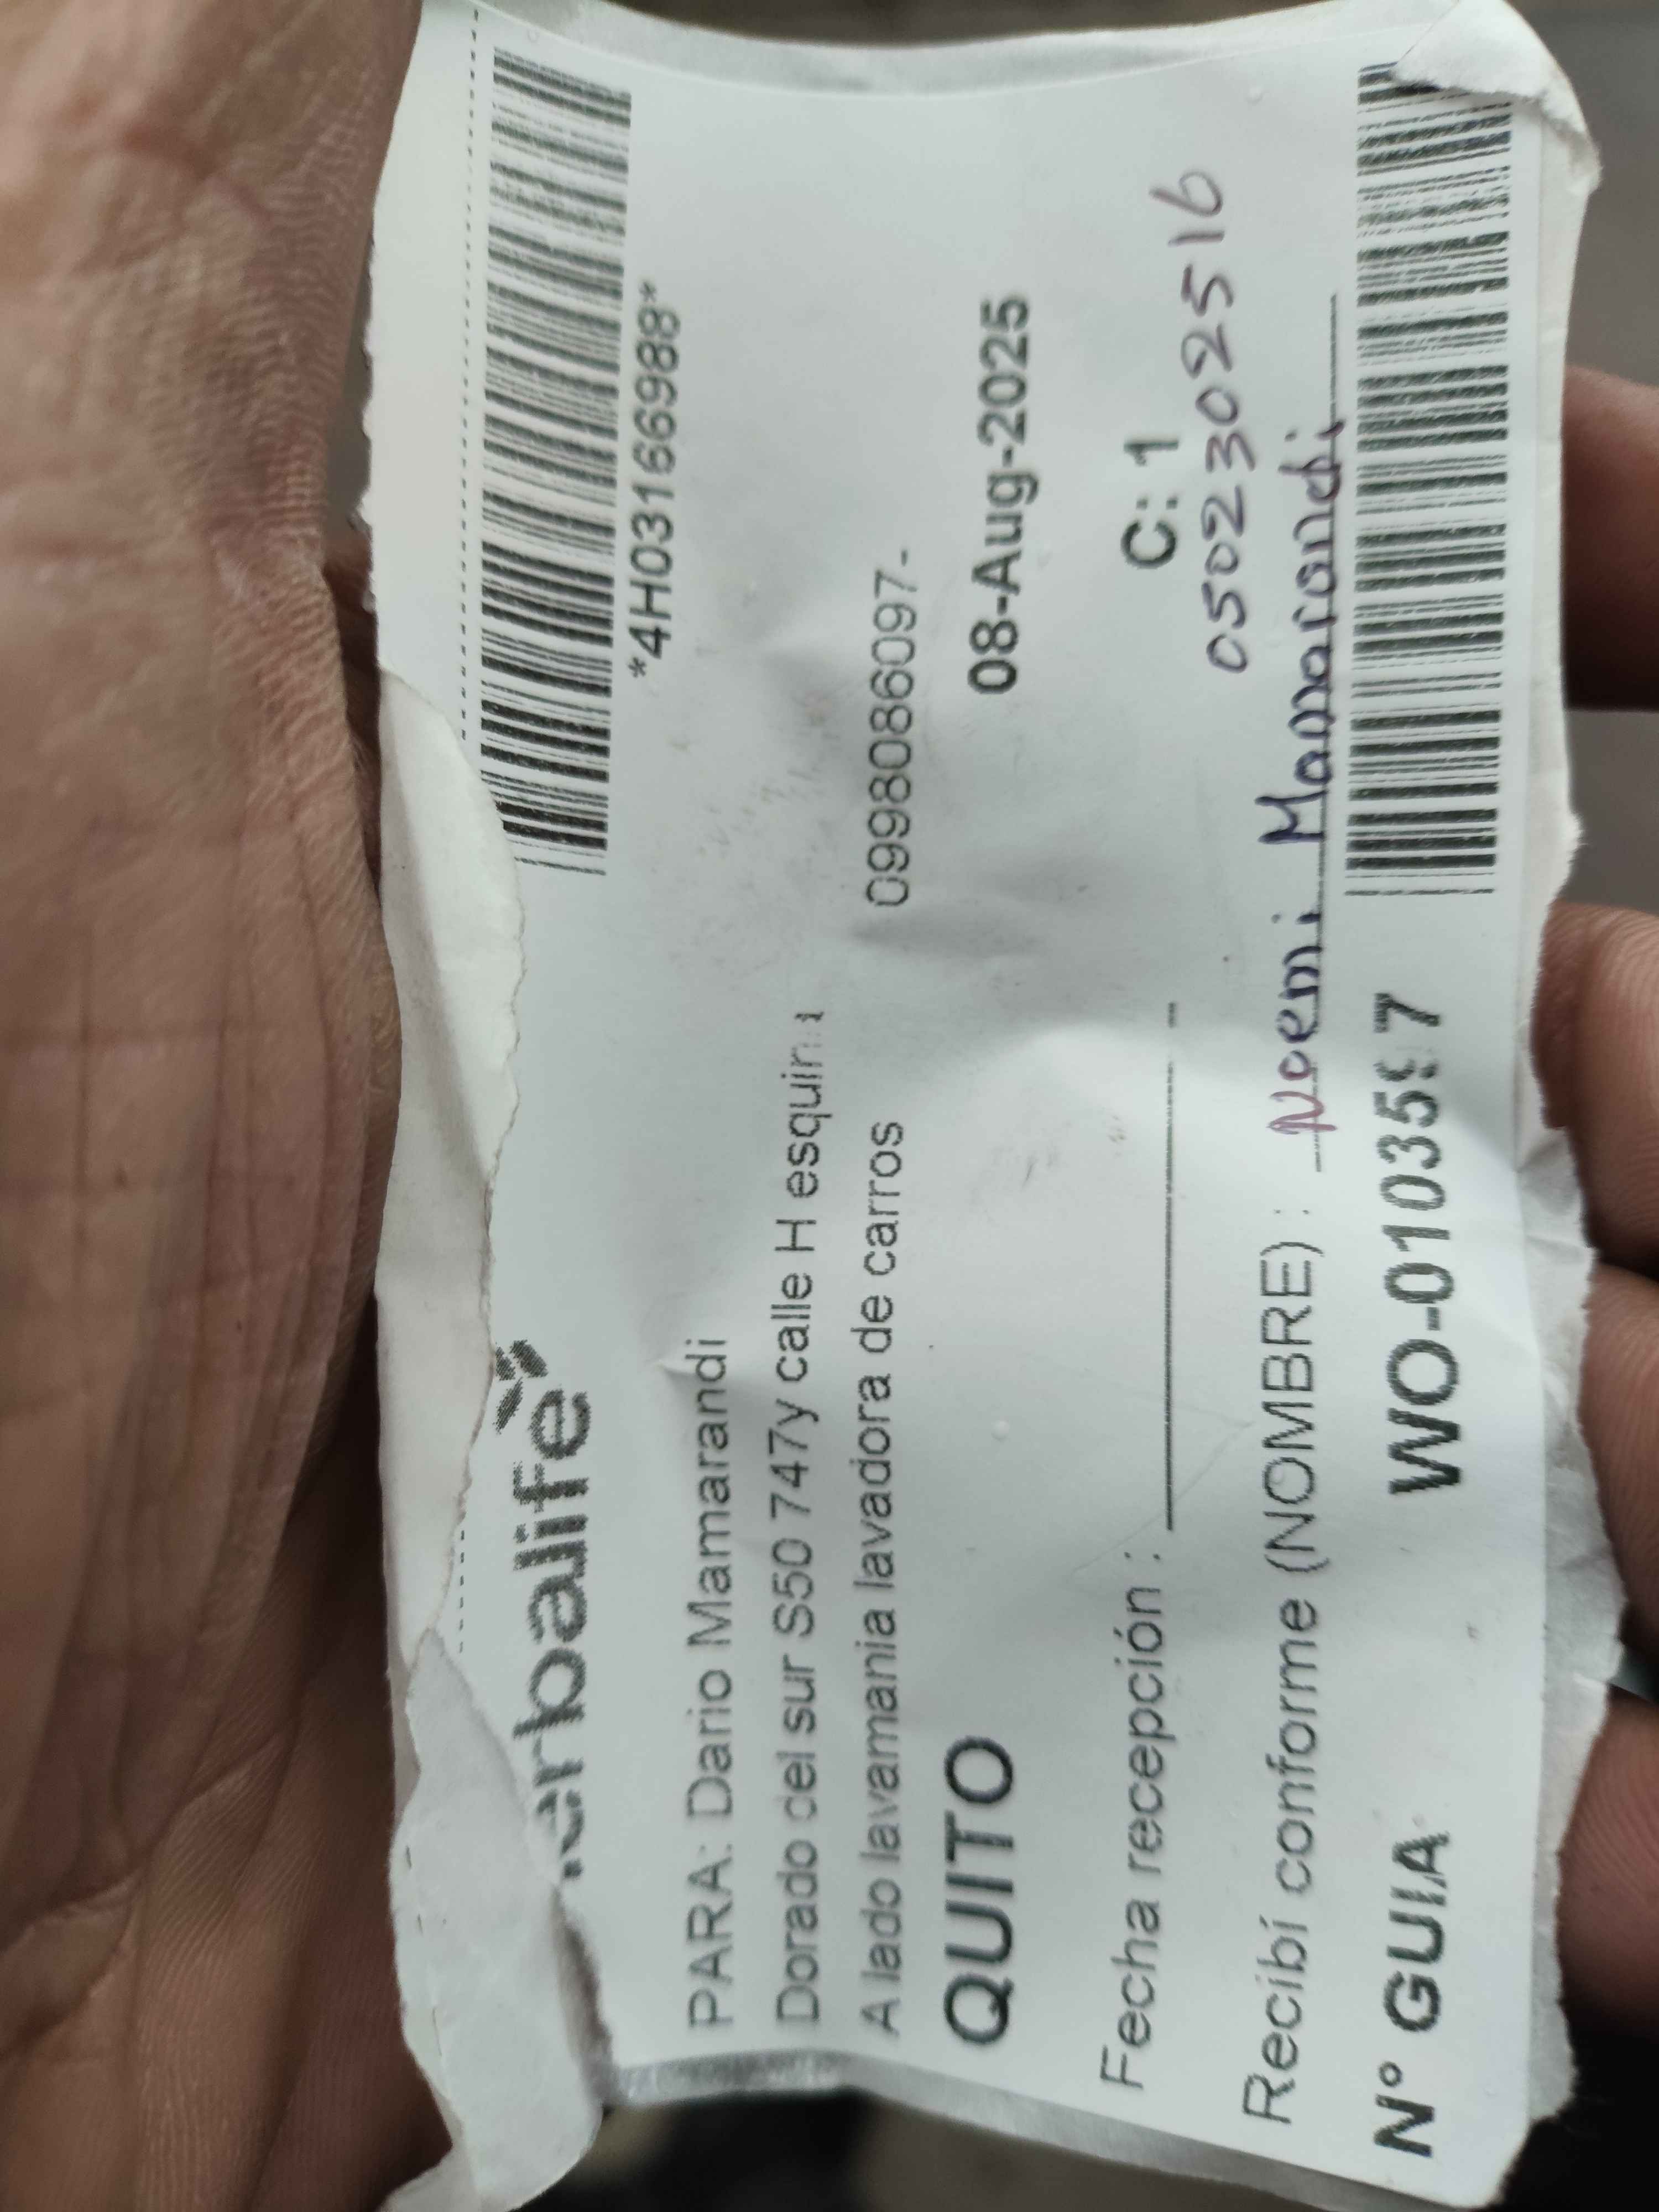 erbalife
*4H03166988*
PARA: Dario Mamarandi
Dorado del sur S50 747y calle H esquina
A lado lavamania lavadora de carros
0998086097-
QUITO
08-Aug-2025
C: 1
Fecha recepción :
0502302516
Recibí conforme (NOMBRE) : Noemi Mamarandi
N° GUIA